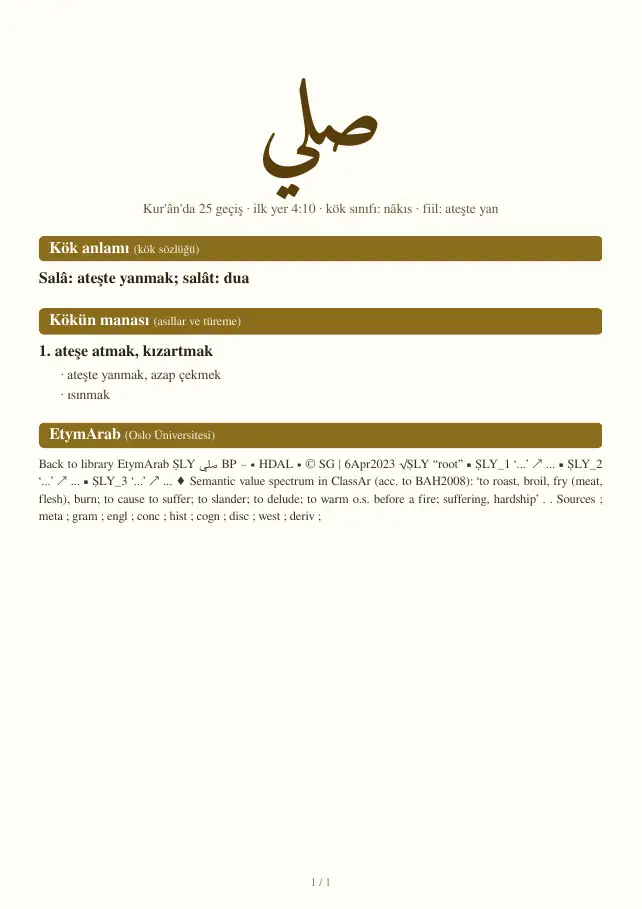 صلي
Kur'ân'da 25 geçiş · ilk yer 4:10 · kök sınıfı: nâkıs · fiil: ateşte yan
Kök anlamı (kök sözlüğü)
Salâ: ateşte yanmak; salât: dua
Kökün manası (asıllar ve türeme)
1. ateşe atmak, kızartmak
· ateşte yanmak, azap çekmek
· ısınmak
EtymArab (Oslo Üniversitesi)
Back to library EtymArab ṢLY صلي BP – • HDAL • © SG | 6Apr2023 √ṢLY “root” ▪ ṢLY_1 ‘...’ ↗ ... ▪ ṢLY_2
‘...’ ↗ ... ▪ ṢLY_3 ‘...’ ↗ ... ♦ Semantic value spectrum in ClassAr (acc. to BAH2008): ‘to roast, broil, fry (meat,
flesh), burn; to cause to suffer; to slander; to delude; to warm o.s. before a fire; suffering, hardship’ . . Sources ;
meta ; gram ; engl ; conc ; hist ; cogn ; disc ; west ; deriv ;
1 / 1